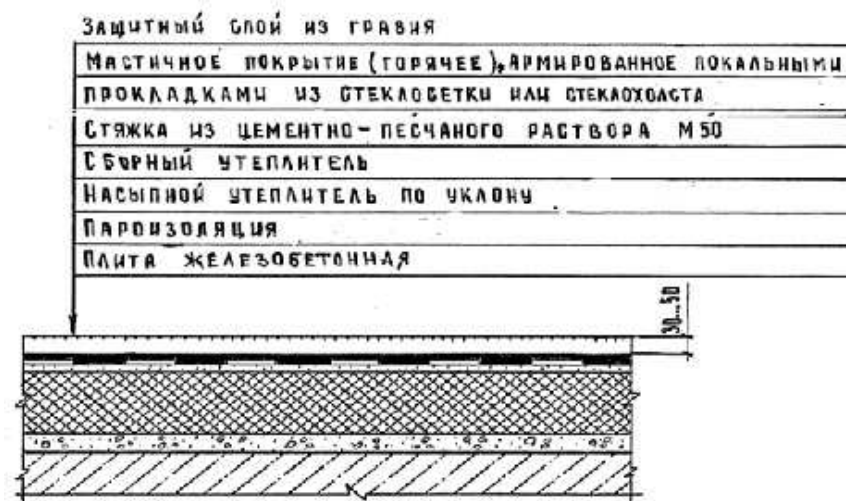 Защитный слой из гравия
Мастичное покрытие (горячее), армированное локальными
прокладками из стеклосетки или стеклохолста
Стяжка из цементно-песчаного раствора М50
Сборный утеплитель
Насыпной утеплитель по уклону
Пароизоляция
Плита железобетонная
30...50